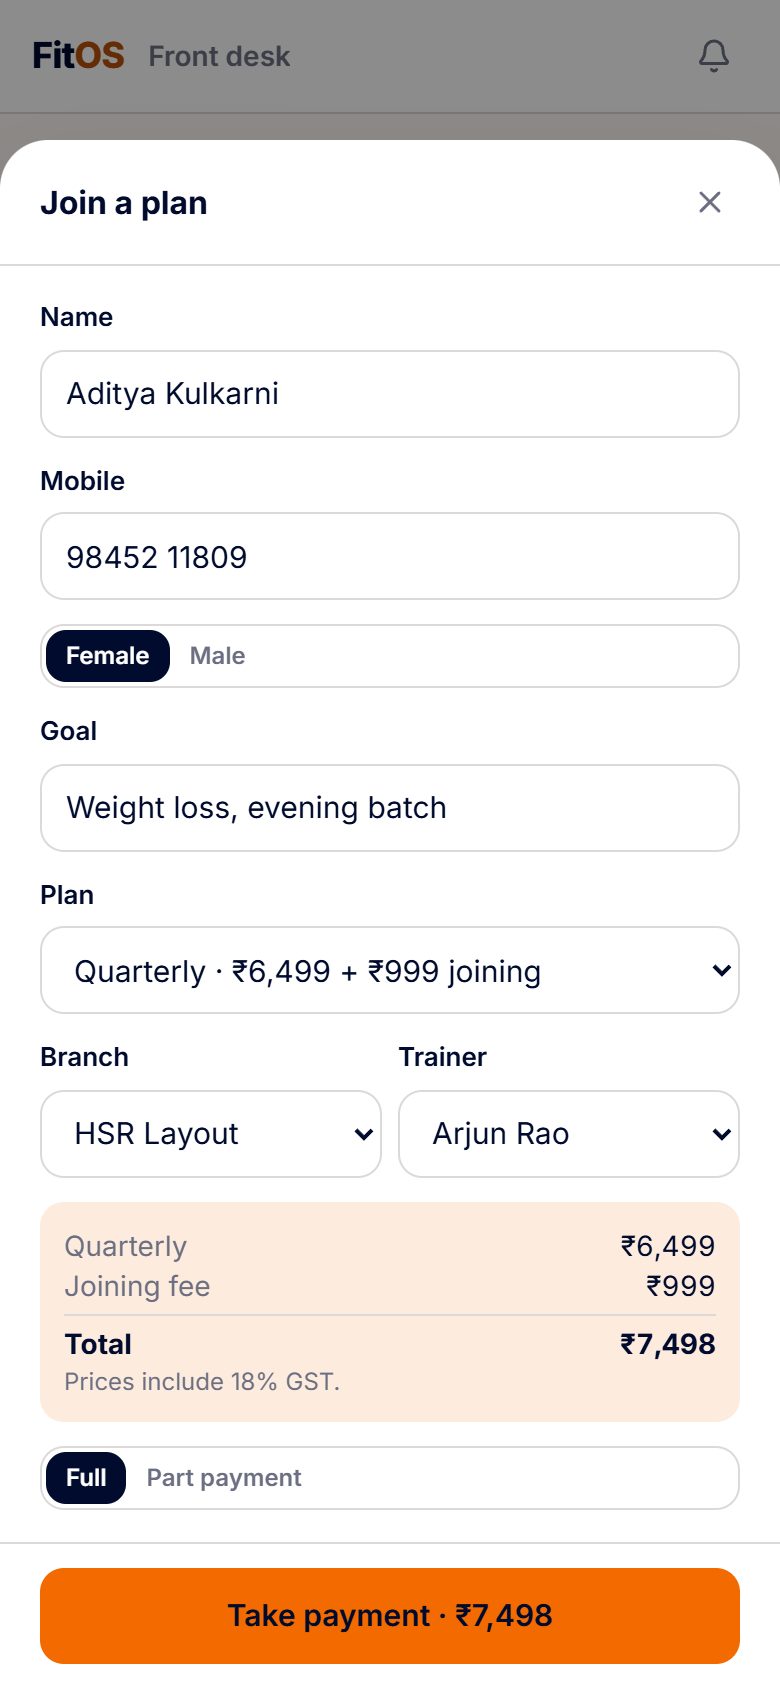 FitOS Front desk
Join a plan
Name
Aditya Kulkarni
Mobile
98452 11809
Female Male
Goal
Weight loss, evening batch
Plan
Quarterly · ₹6,499 + ₹999 joining
Branch Trainer
HSR Layout Arjun Rao
Quarterly ₹6,499
Joining fee ₹999
Total ₹7,498
Prices include 18% GST.
Full Part payment
Take payment · ₹7,498